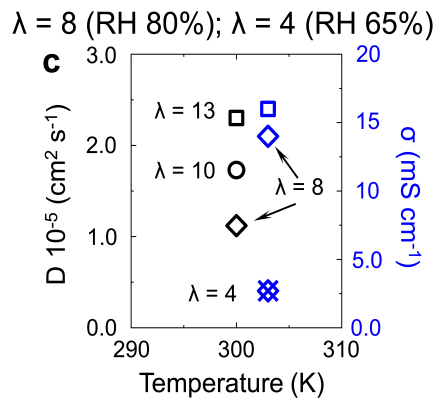 λ = 8 (RH 80%); λ = 4 (RH 65%)
c
3.0
2.0
1.0
0.0
D 10⁻⁵ (cm² s⁻¹)
λ = 13
λ = 10
λ = 8
λ = 4
20
15
10
5
0.0
σ (mS cm⁻¹)
290
300
310
Temperature (K)